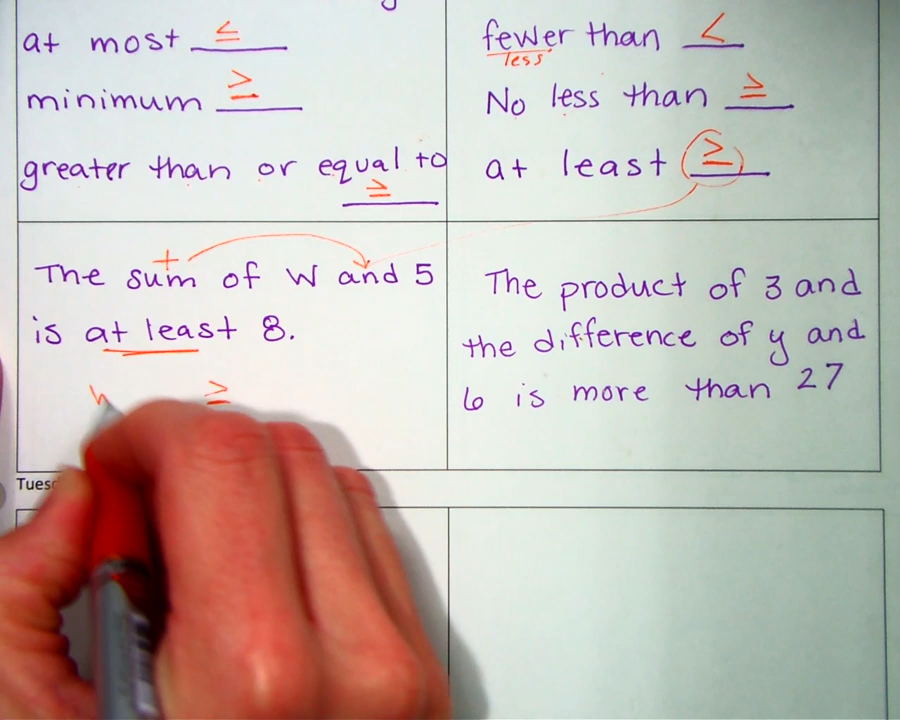 at most ≤
minimum ≥
greater than or equal to
≥
fewer than <
less
No less than ≥
at least ≥
+
The sum of W and 5
is at least 8.
≥
The product of 3 and
the difference of y and
6 is more than 27